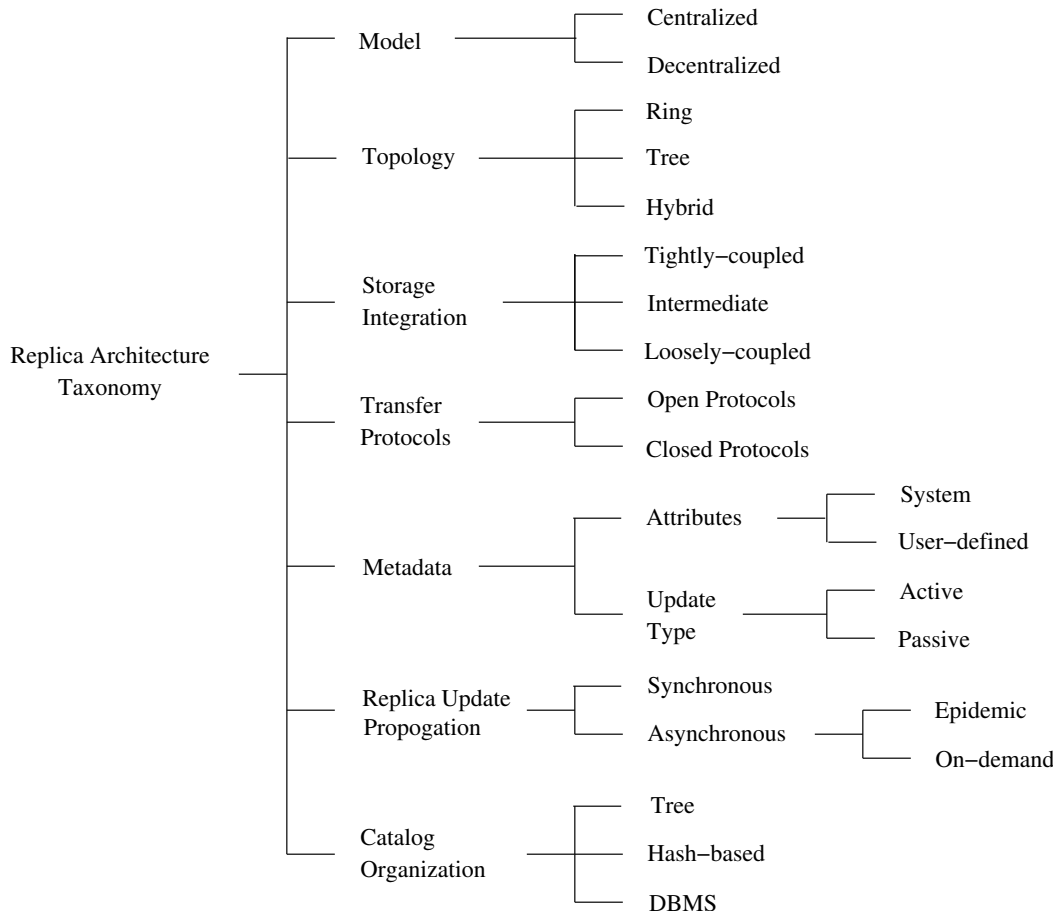 Replica Architecture
Taxonomy
Model
Centralized
Decentralized
Topology
Ring
Tree
Hybrid
Storage
Integration
Tightly−coupled
Intermediate
Loosely−coupled
Transfer
Protocols
Open Protocols
Closed Protocols
Metadata
Attributes
System
User−defined
Update
Type
Active
Passive
Replica Update
Propogation
Synchronous
Asynchronous
Epidemic
On−demand
Catalog
Organization
Tree
Hash−based
DBMS